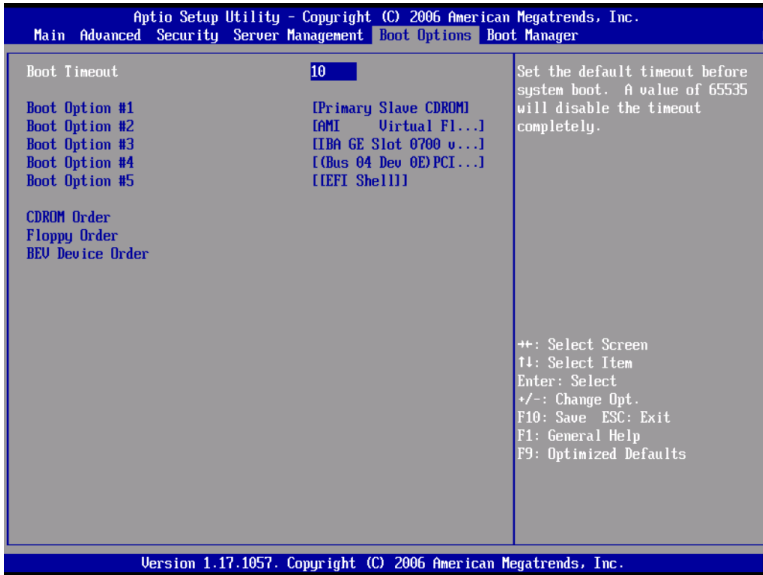 Aptio Setup Utility - Copyright (C) 2006 American Megatrends, Inc.
Main Advanced Security Server Management Boot Options Boot Manager
Boot Timeout 10
Boot Option #1 [Primary Slave CDROM]
Boot Option #2 [AMI Virtual Fl...]
Boot Option #3 [IBA GE Slot 0700 v...]
Boot Option #4 [(Bus 04 Dev 0E)PCI...]
Boot Option #5 [[EFI Shell]]
CDROM Order
Floppy Order
BEV Device Order
Set the default timeout before
system boot. A value of 65535
will disable the timeout
completely.
→←: Select Screen
↑↓: Select Item
Enter: Select
+/-: Change Opt.
F10: Save ESC: Exit
F1: General Help
F9: Optimized Defaults
Version 1.17.1057. Copyright (C) 2006 American Megatrends, Inc.